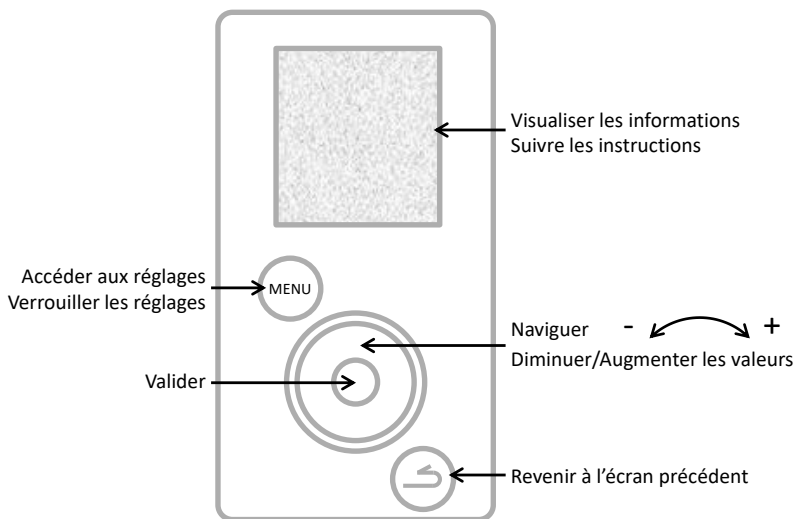 Visualiser les informations
Suivre les instructions
Accéder aux réglages
Verrouiller les réglages
MENU
Naviguer - +
Diminuer/Augmenter les valeurs
Valider
Revenir à l’écran précédent